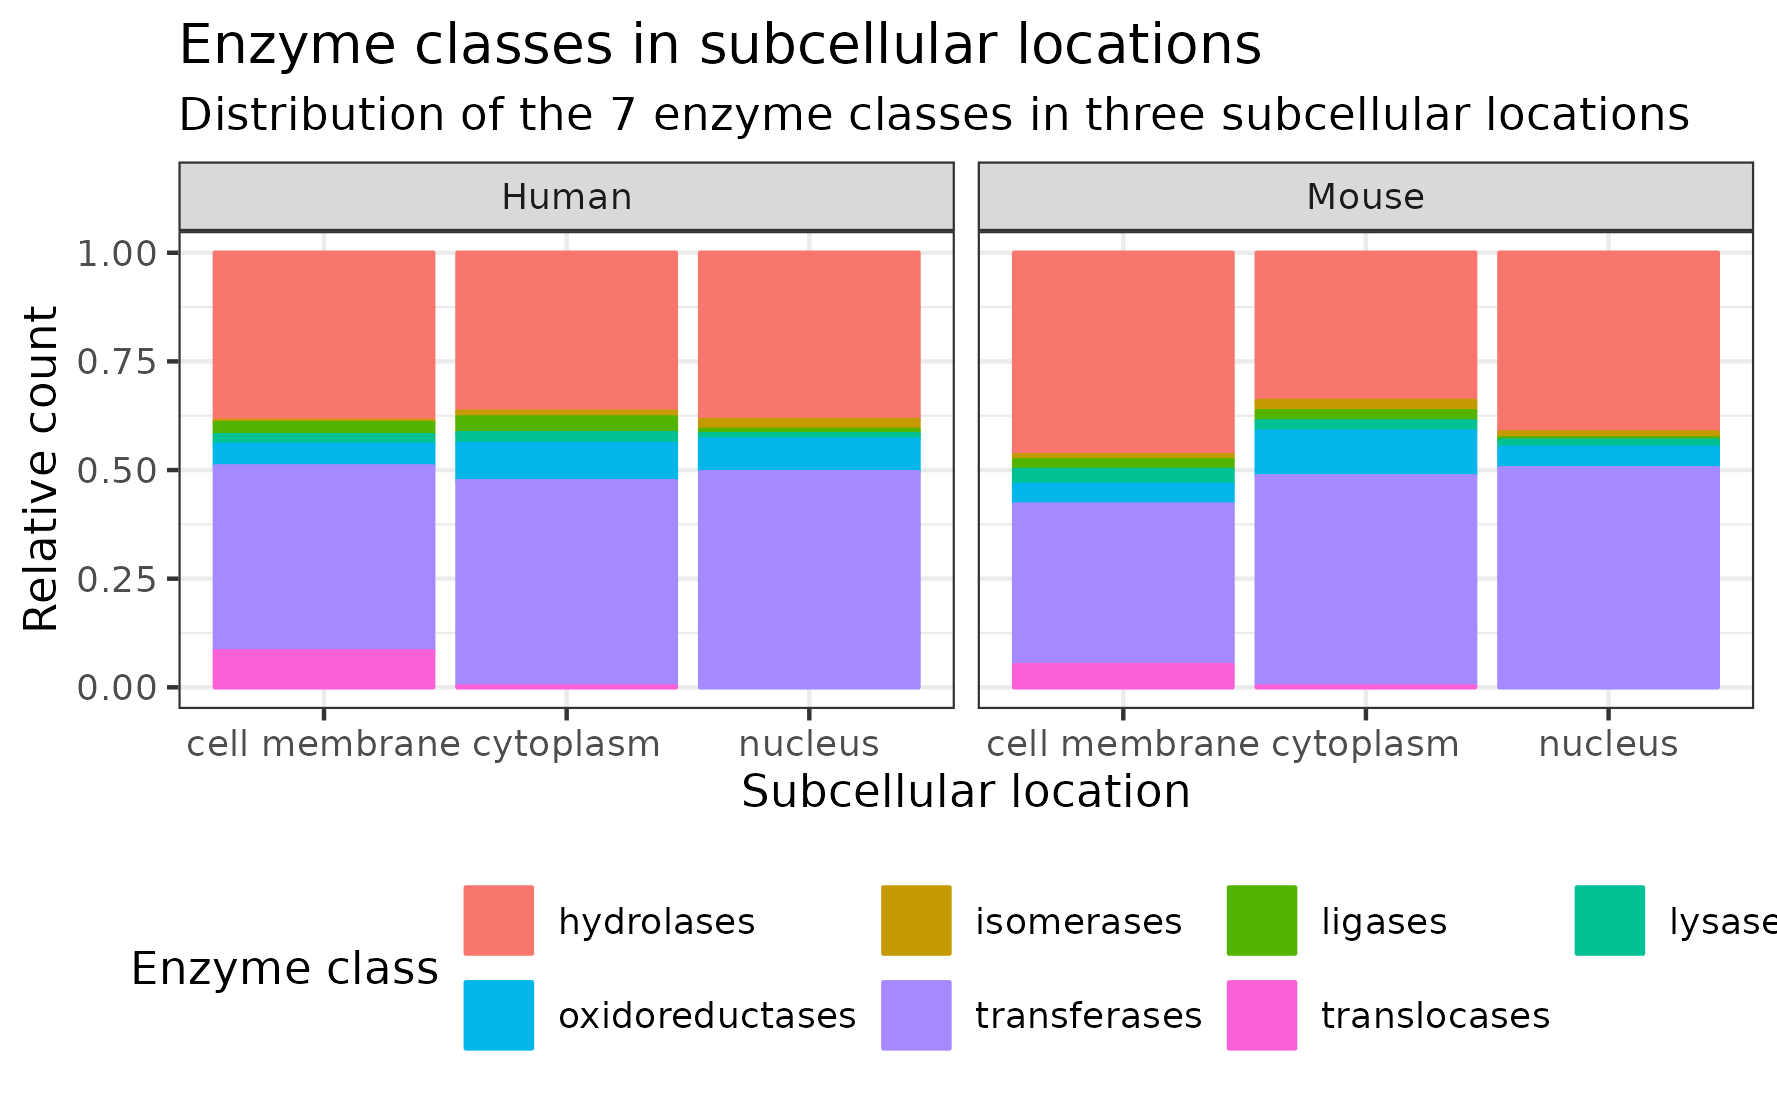 Enzyme classes in subcellular locations
Distribution of the 7 enzyme classes in three subcellular locations
Human Mouse
Relative count
1.00
0.75
0.50
0.25
0.00
cell membrane cytoplasm nucleus cell membrane cytoplasm nucleus
Subcellular location
Enzyme class
hydrolases isomerases ligases lysase
oxidoreductases transferases translocases